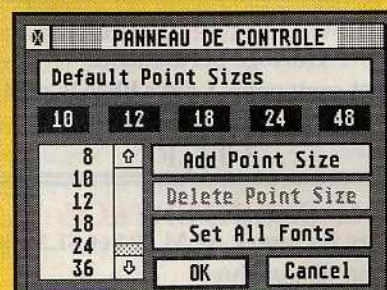 PANNEAU DE CONTROLE
Default Point Sizes
10 12 18 24 48
8
10
12
18
24
36
Add Point Size
Delete Point Size
Set All Fonts
OK Cancel